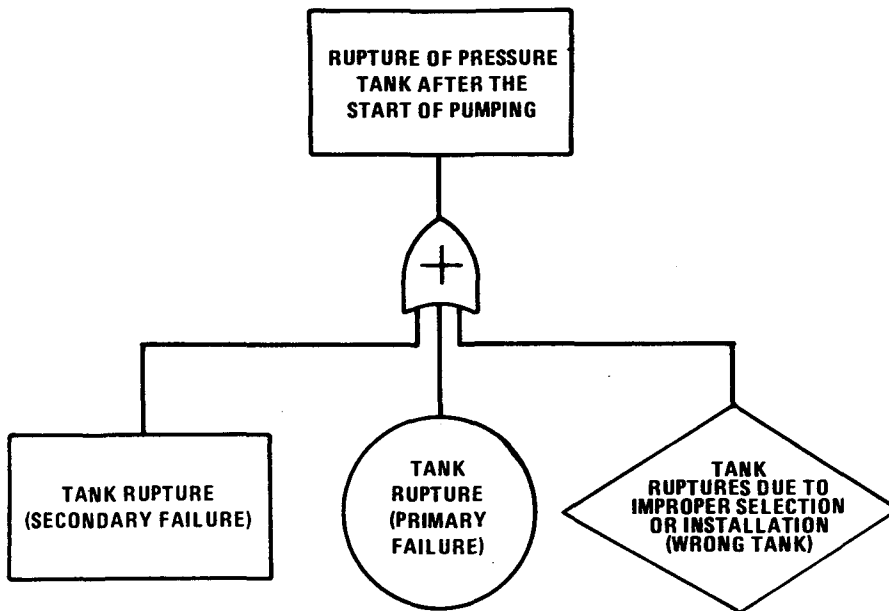 RUPTURE OF PRESSURE
TANK AFTER THE
START OF PUMPING
+
TANK RUPTURE
(SECONDARY FAILURE)
TANK
RUPTURE
(PRIMARY
FAILURE)
TANK
RUPTURES DUE TO
IMPROPER SELECTION
OR INSTALLATION
(WRONG TANK)